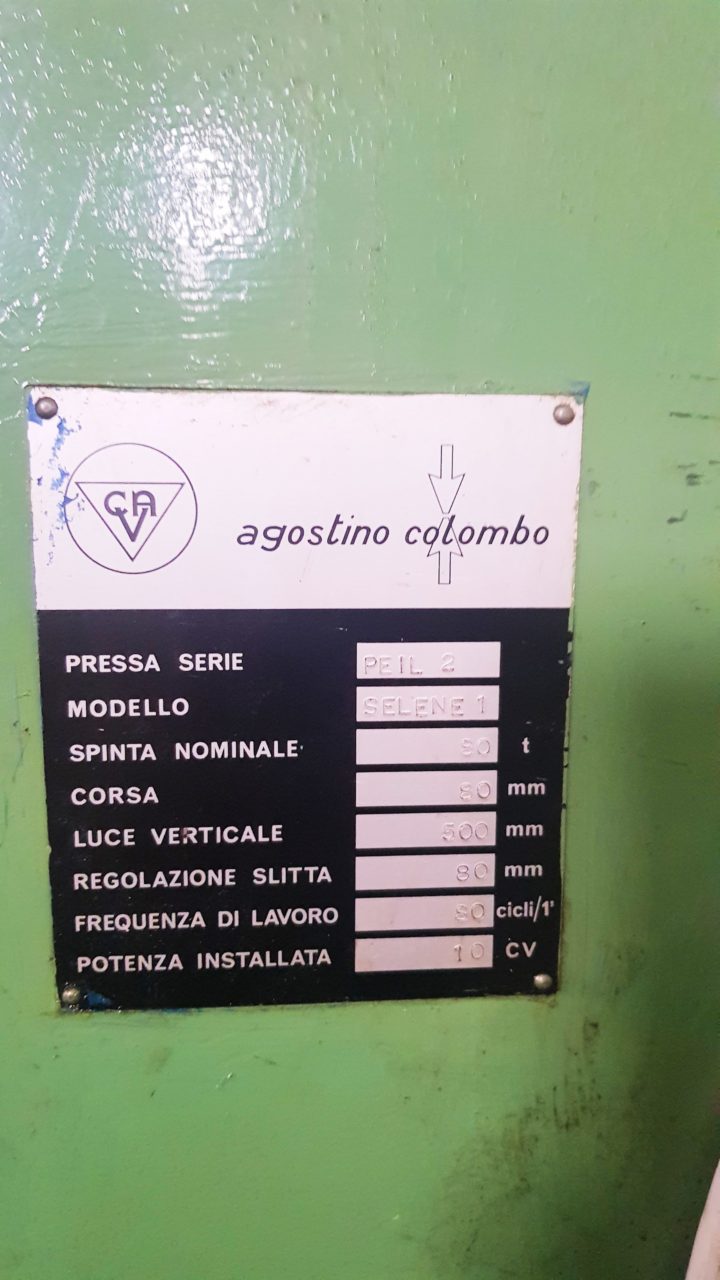 CAV
agostino colombo
PRESSA SERIE PEIL 2
MODELLO SELENE 1
SPINTA NOMINALE t
CORSA 80 mm
LUCE VERTICALE 500 mm
REGOLAZIONE SLITTA 80 mm
FREQUENZA DI LAVORO cicli/1'
POTENZA INSTALLATA 10 CV